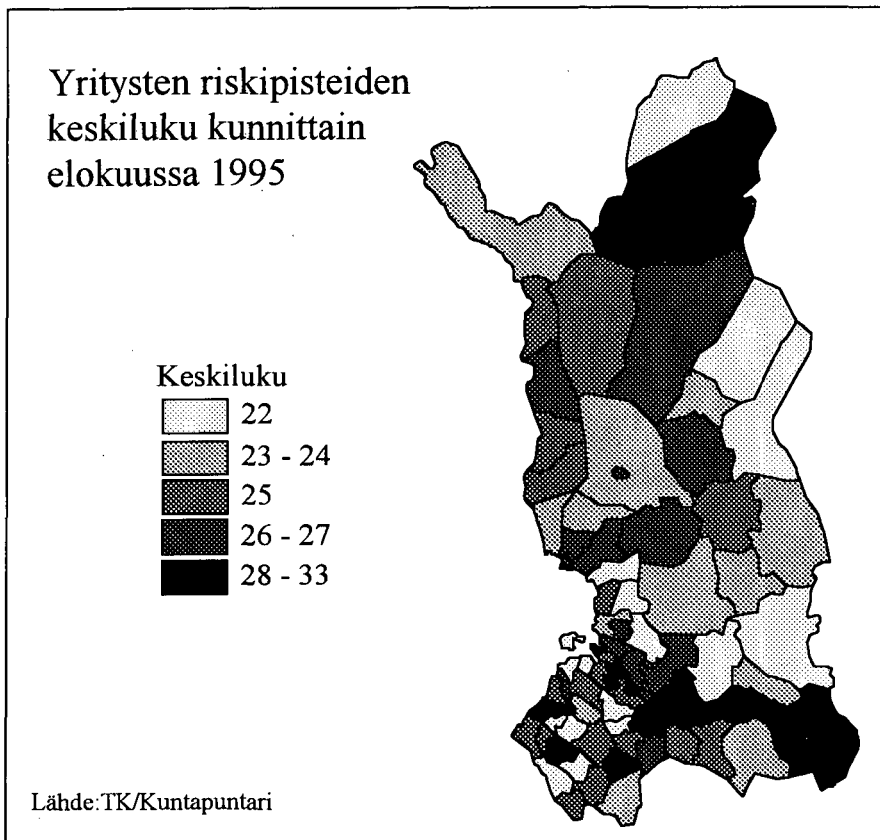 Yritysten riskipisteiden
keskiluku kunnittain
elokuussa 1995
Keskiluku
22
23 - 24
25
26 - 27
28 - 33
Lähde:TK/Kuntapuntari